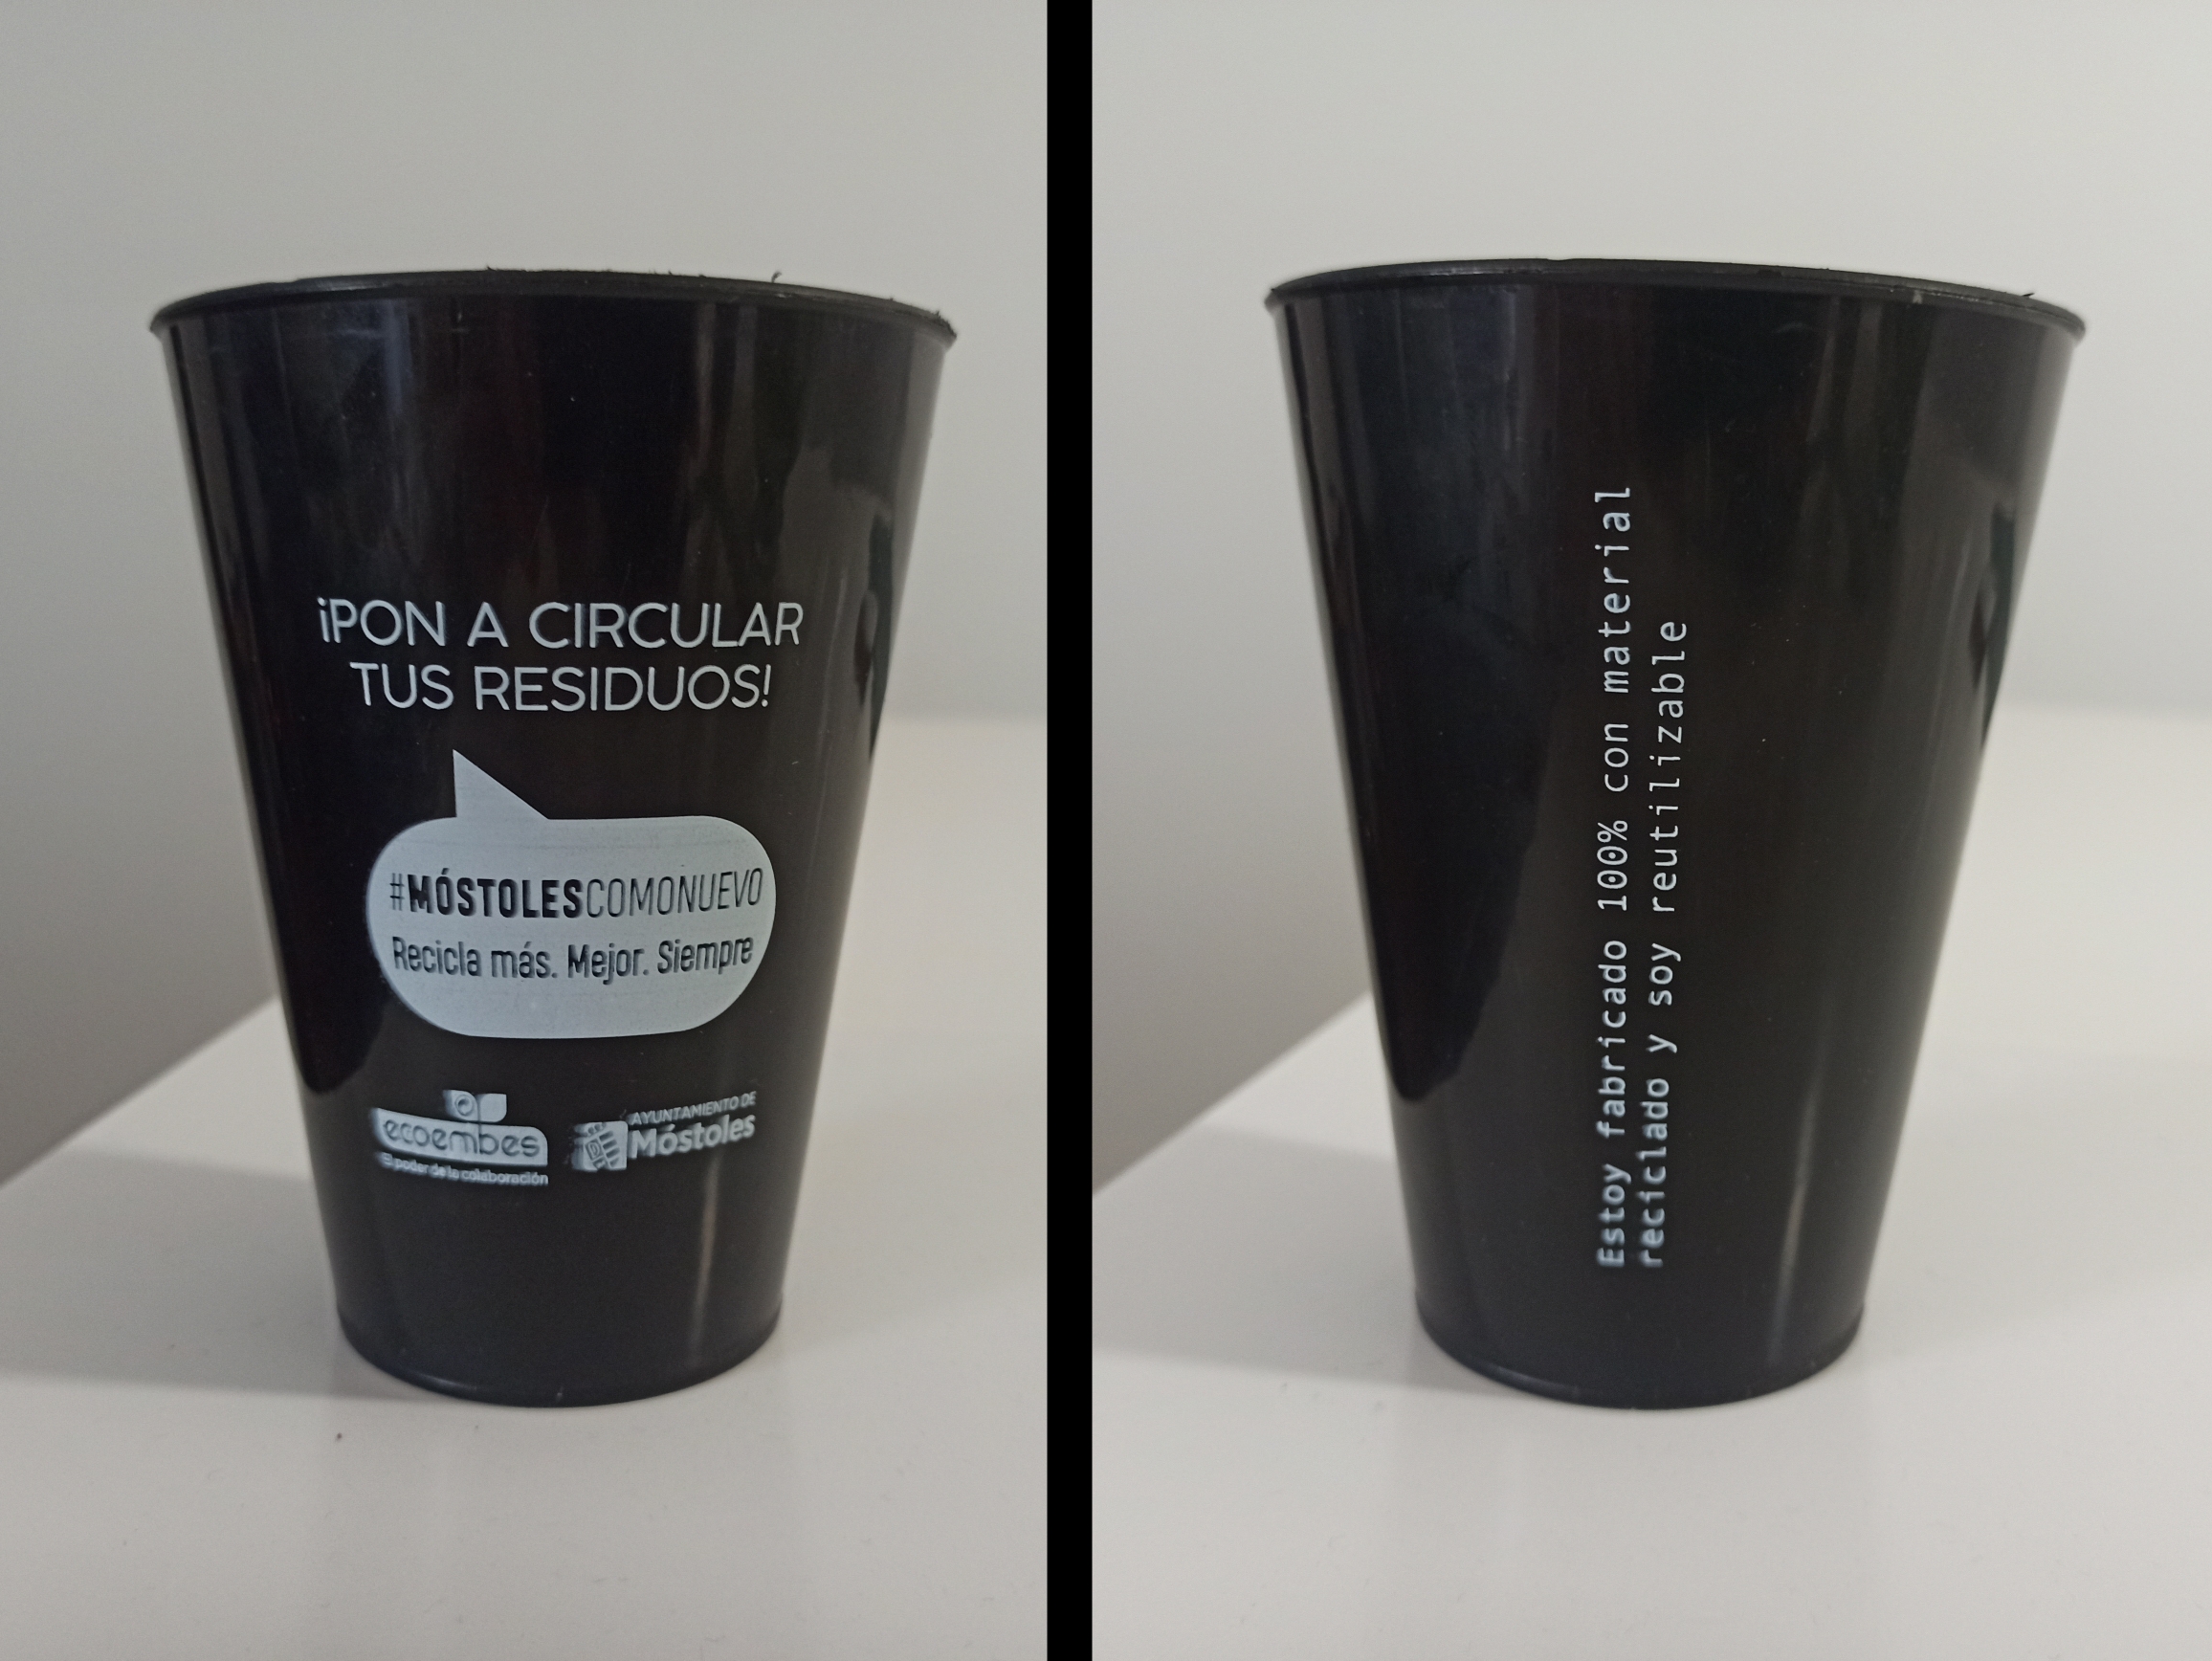 ¡PON A CIRCULAR
TUS RESIDUOS!
#MÓSTOLESCOMONUEVO
Recicla más. Mejor. Siempre
ecoembes
El poder de la colaboración
AYUNTAMIENTO DE
Móstoles
Estoy fabricado 100% con material
reciclado y soy reutilizable